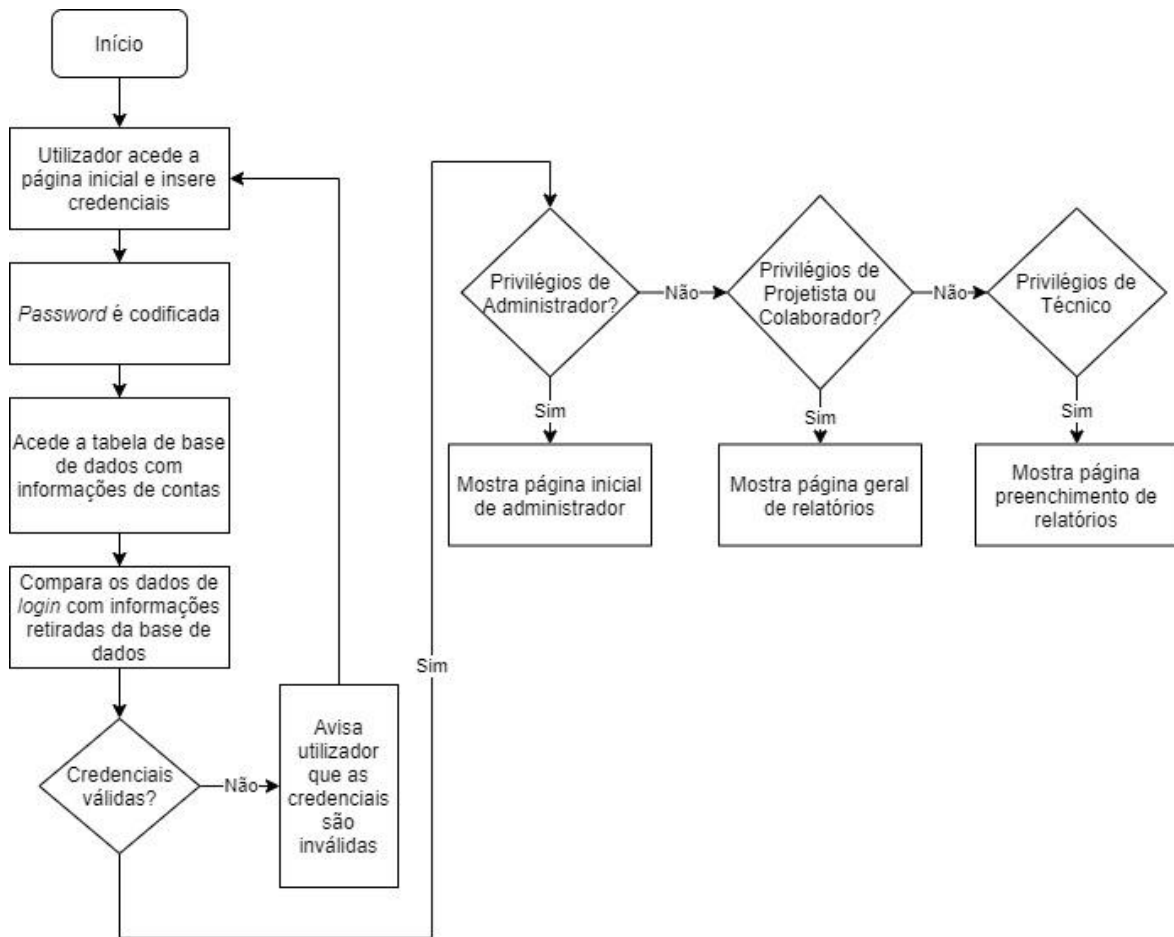 Início
Utilizador acede a
página inicial e insere
credenciais
Password é codificada
Acede a tabela de base
de dados com
informações de contas
Compara os dados de
login com informações
retiradas da base de
dados
Credenciais
válidas?
Não
Avisa
utilizador
que as
credenciais
são
inválidas
Sim
Privilégios de
Administrador?
Não
Privilégios de
Projetista ou
Colaborador?
Não
Privilégios de
Técnico
Sim
Sim
Sim
Mostra página inicial
de administrador
Mostra página geral
de relatórios
Mostra página
preenchimento de
relatórios